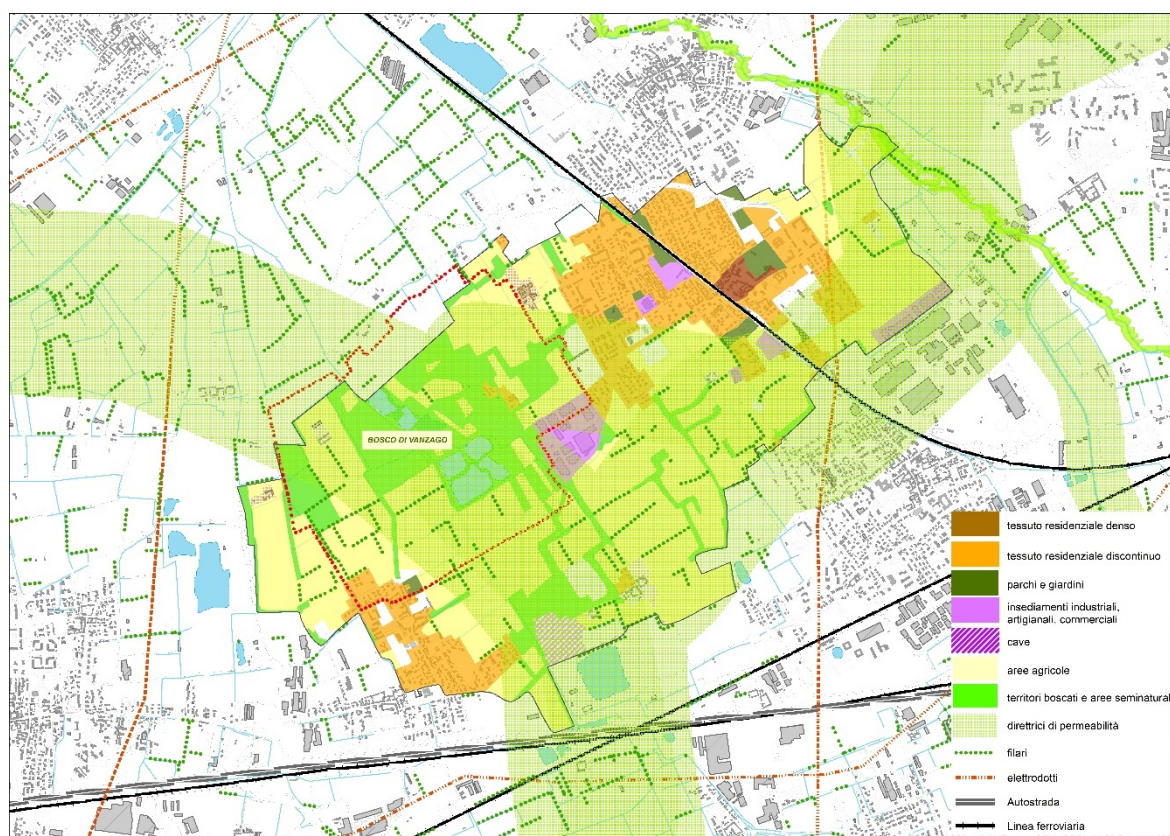 BOSCO DI VANZAGO
tessuto residenziale denso
tessuto residenziale discontinuo
parchi e giardini
insediamenti industriali,
artigianali. commerciali
cave
aree agricole
territori boscati e aree seminatural
direttrici di permeabilità
filari
elettrodotti
Autostrada
Linea ferroviaria